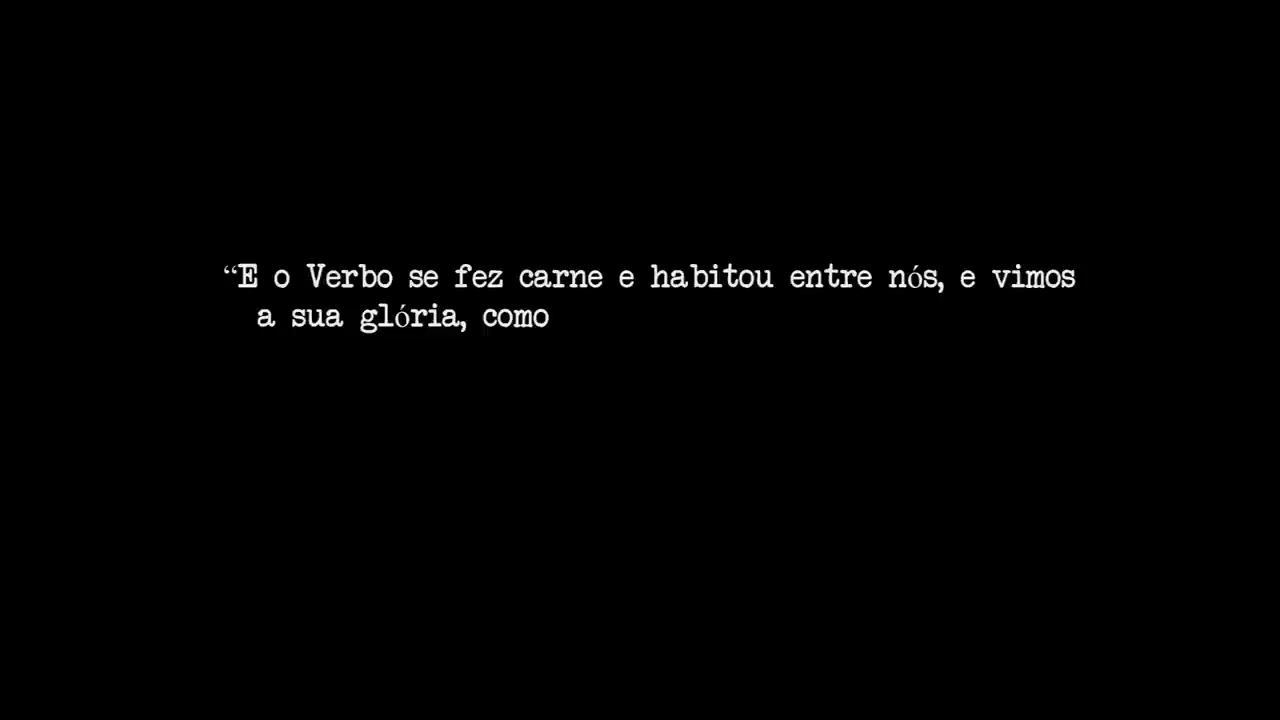 “E o Verbo se fez carne e habitou entre nós, e vimos
a sua glória, como